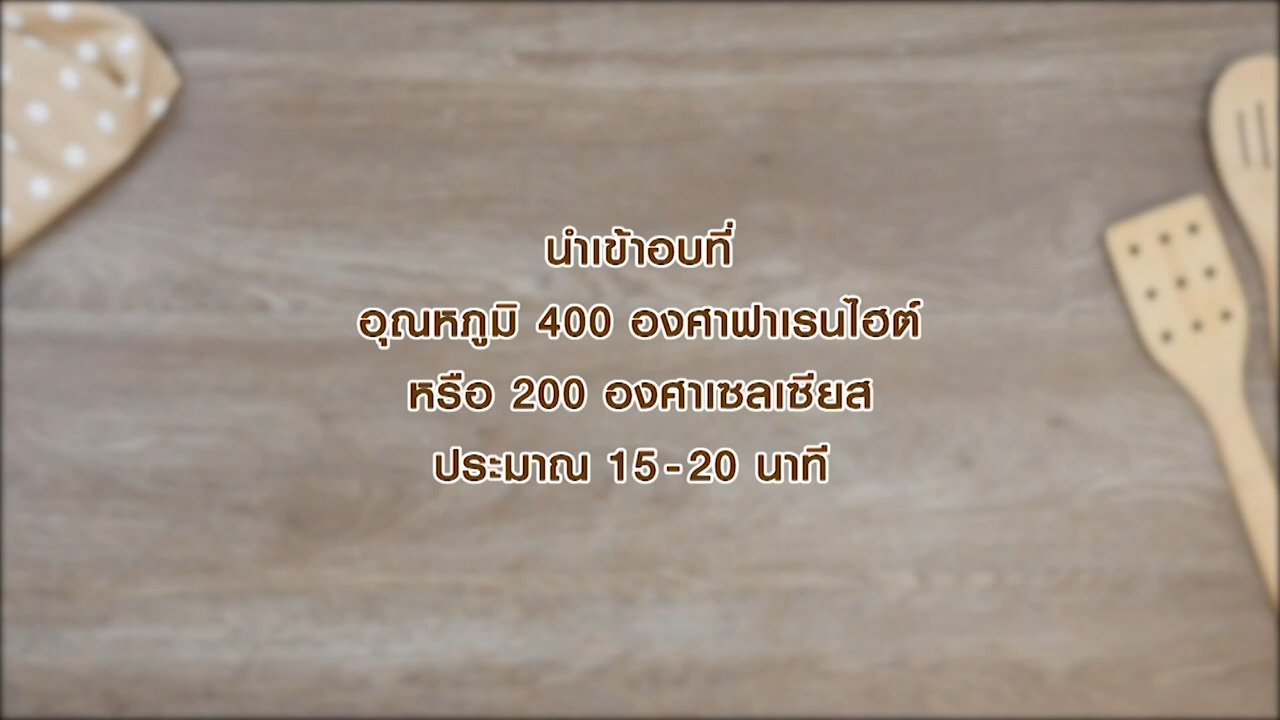 นำเข้าอบที่
อุณหภูมิ 400 องศาฟาเรนไฮต์
หรือ 200 องศาเซลเซียส
ประมาณ 15-20 นาที